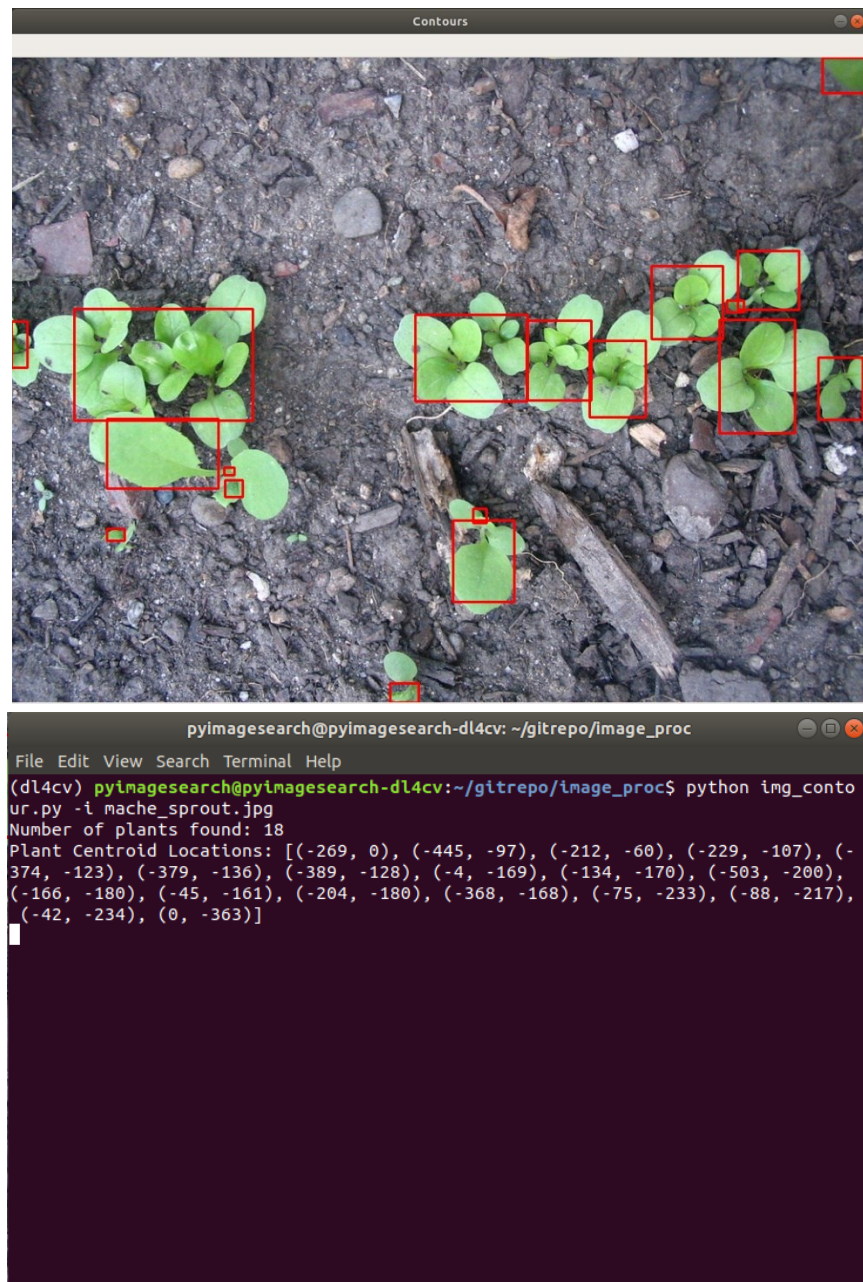 Contours
pyimagesearch@pyimagesearch-dl4cv: ~/gitrepo/image_proc
File Edit View Search Terminal Help
(dl4cv) pyimagesearch@pyimagesearch-dl4cv:~/gitrepo/image_proc$ python img_conto
ur.py -i mache_sprout.jpg
Number of plants found: 18
Plant Centroid Locations: [(-269, 0), (-445, -97), (-212, -60), (-229, -107), (-
374, -123), (-379, -136), (-389, -128), (-4, -169), (-134, -170), (-503, -200),
(-166, -180), (-45, -161), (-204, -180), (-368, -168), (-75, -233), (-88, -217),
(-42, -234), (0, -363)]